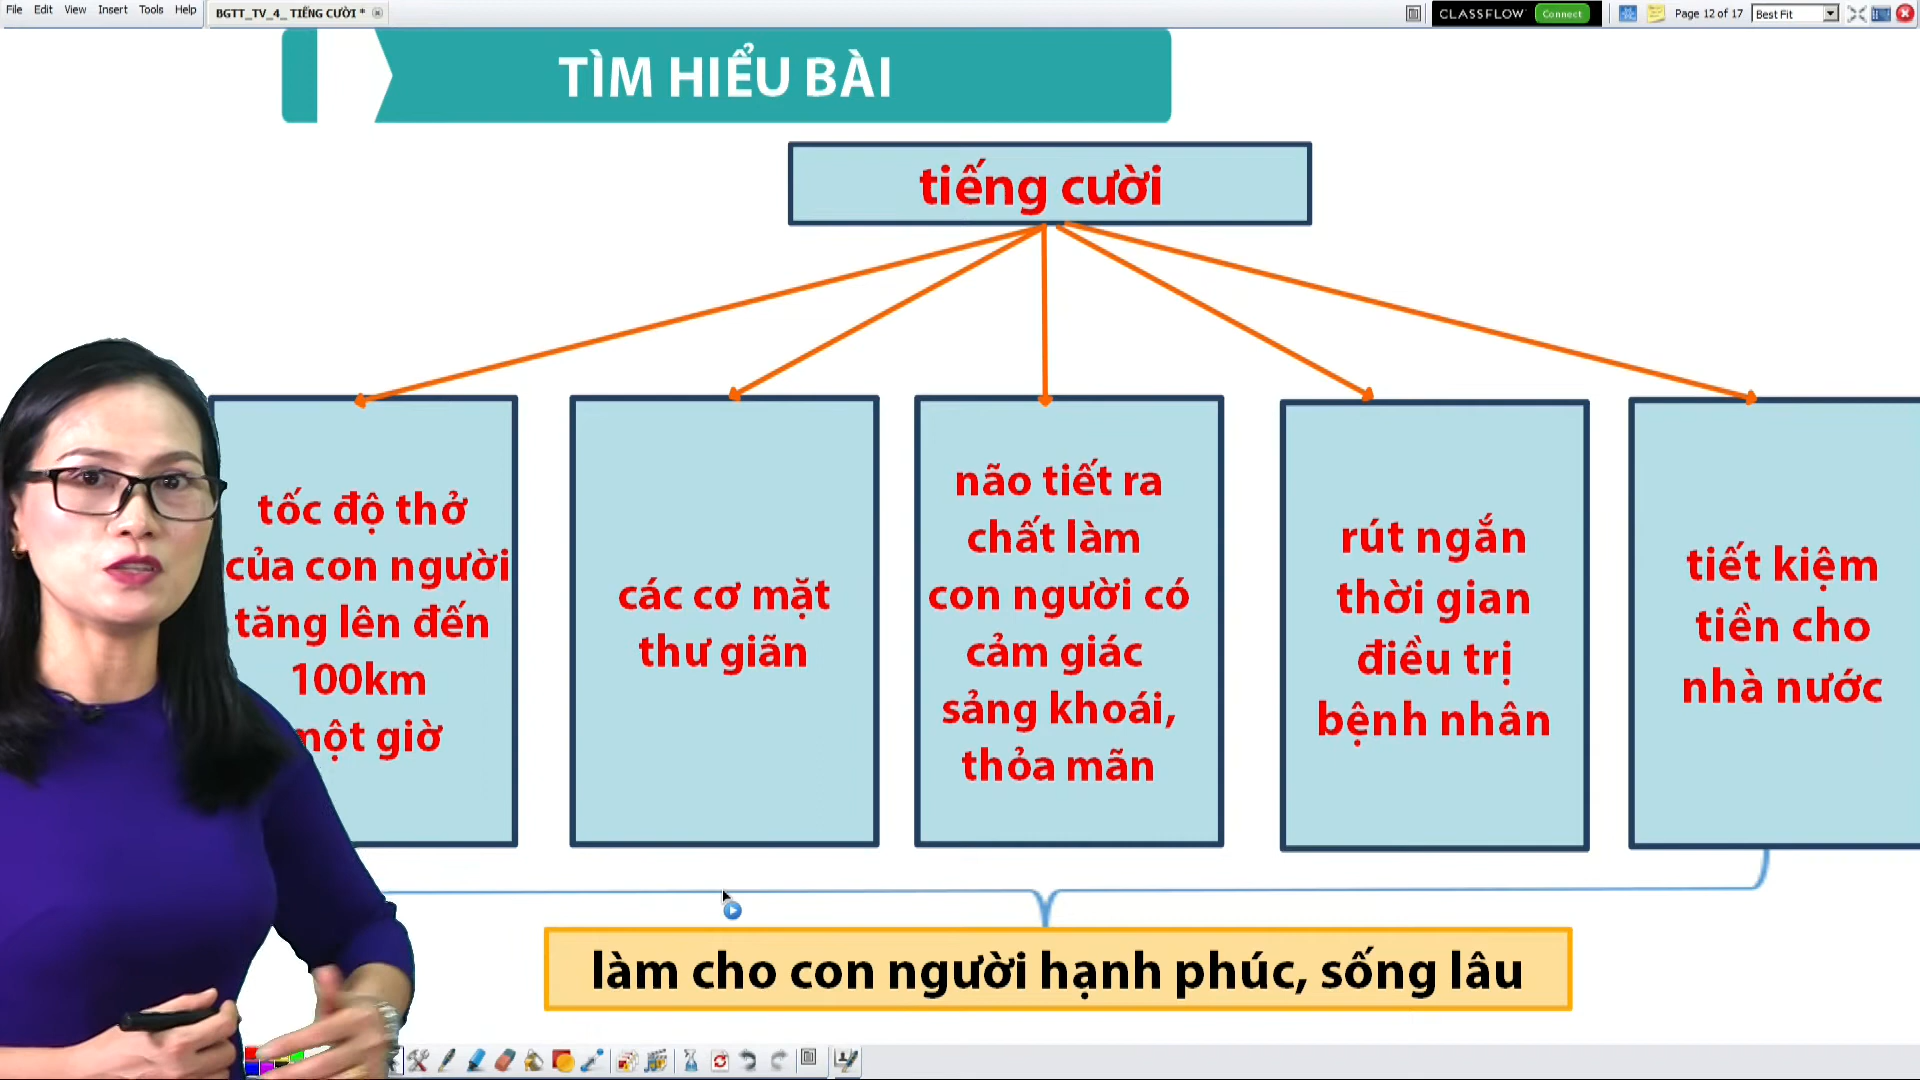 File Edit View Insert Tools Help
BGTT_TV_4_ TIẾNG CƯỜI *
CLASSFLOW Connect
Page 12 of 17
Best Fit
TÌM HIỂU BÀI
tiếng cười
tốc độ thở
của con người
tăng lên đến
100km
một giờ
các cơ mặt
thư giãn
não tiết ra
chất làm
con người có
cảm giác
sảng khoái,
thỏa mãn
rút ngắn
thời gian
điều trị
bệnh nhân
tiết kiệm
tiền cho
nhà nước
làm cho con người hạnh phúc, sống lâu